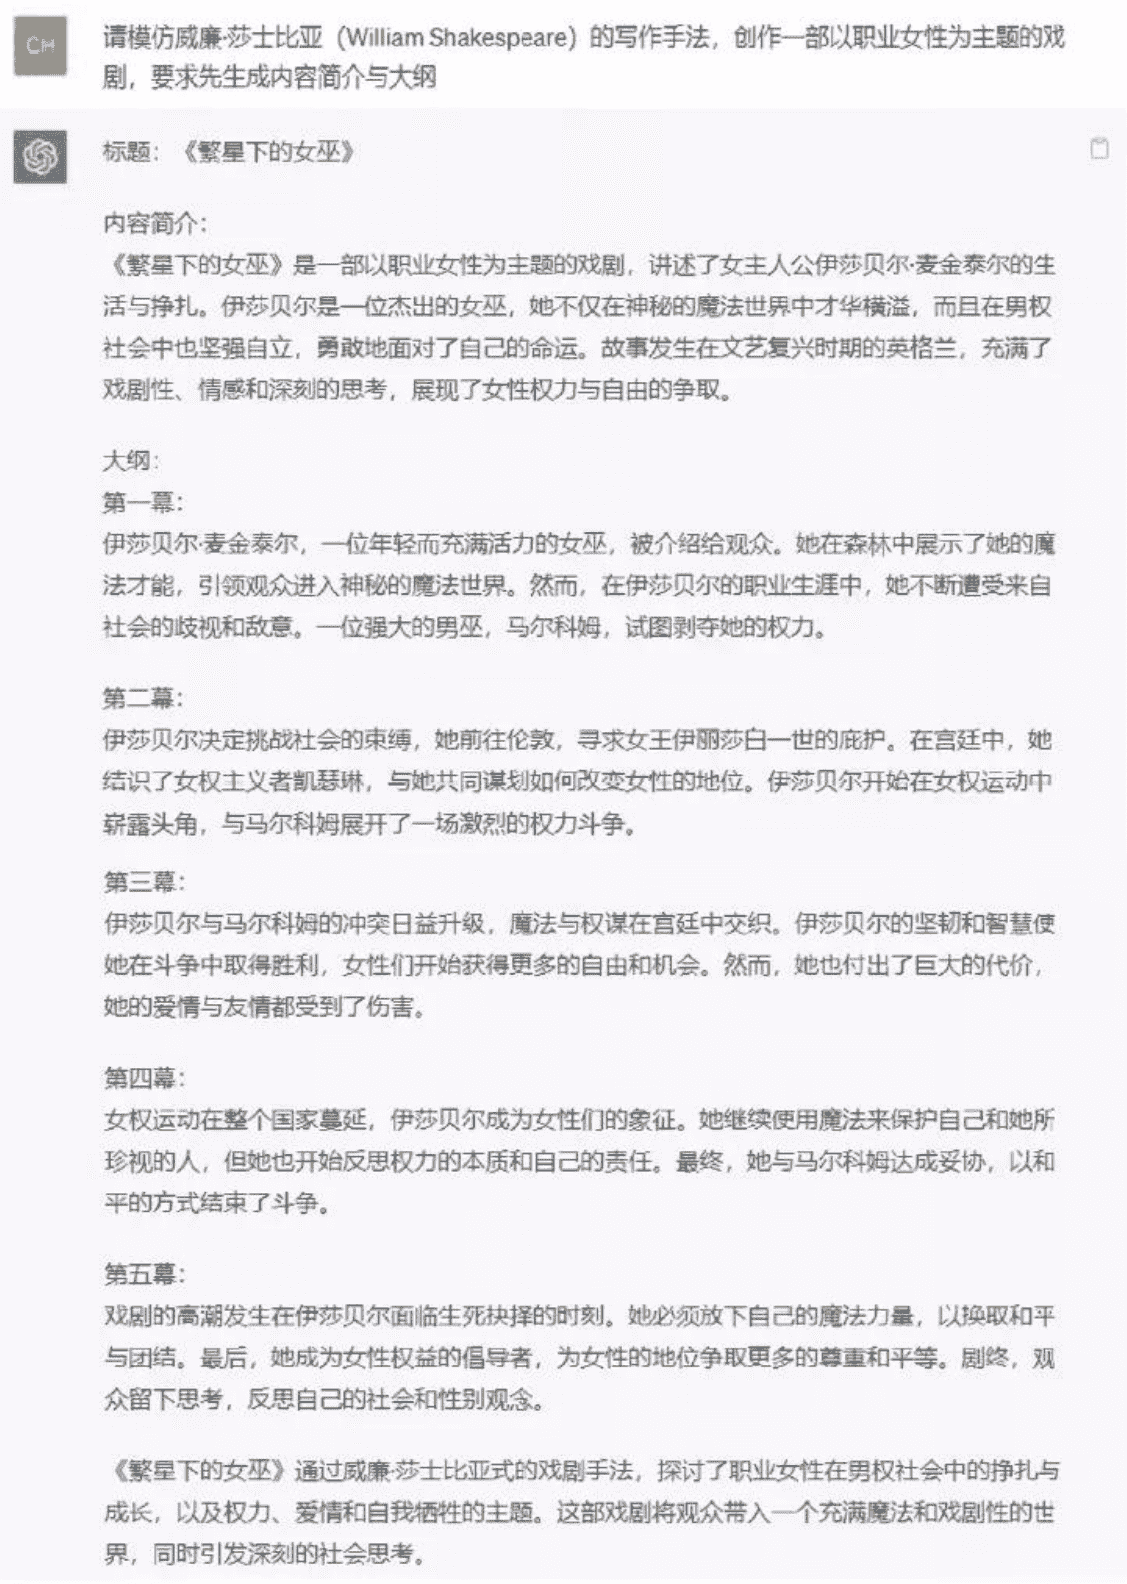 CH
请模仿威廉·莎士比亚（William Shakespeare）的写作手法，创作一部以职业女性为主题的戏
剧，要求先生成内容简介与大纲
标题：《繁星下的女巫》
内容简介：
《繁星下的女巫》是一部以职业女性为主题的戏剧，讲述了女主人公伊莎贝尔·麦金泰尔的生
活与挣扎。伊莎贝尔是一位杰出的女巫，她不仅在神秘的魔法世界中才华横溢，而且在男权
社会中也坚强自立，勇敢地面对了自己的命运。故事发生在文艺复兴时期的英格兰，充满了
戏剧性、情感和深刻的思考，展现了女性权力与自由的争取。
大纲：
第一幕：
伊莎贝尔·麦金泰尔，一位年轻而充满活力的女巫，被介绍给观众。她在森林中展示了她的魔
法才能，引领观众进入神秘的魔法世界。然而，在伊莎贝尔的职业生涯中，她不断遭受来自
社会的歧视和敌意。一位强大的男巫，马尔科姆，试图剥夺她的权力。
第二幕：
伊莎贝尔决定挑战社会的束缚，她前往伦敦，寻求女王伊丽莎白一世的庇护。在宫廷中，她
结识了女权主义者凯瑟琳，与她共同谋划如何改变女性的地位。伊莎贝尔开始在女权运动中
崭露头角，与马尔科姆展开了一场激烈的权力斗争。
第三幕：
伊莎贝尔与马尔科姆的冲突日益升级，魔法与权谋在宫廷中交织。伊莎贝尔的坚韧和智慧使
她在斗争中取得胜利，女性们开始获得更多的自由和机会。然而，她也付出了巨大的代价，
她的爱情与友情都受到了伤害。
第四幕：
女权运动在整个国家蔓延，伊莎贝尔成为女性们的象征。她继续使用魔法来保护自己和她所
珍视的人，但她也开始反思权力的本质和自己的责任。最终，她与马尔科姆达成妥协，以和
平的方式结束了斗争。
第五幕：
戏剧的高潮发生在伊莎贝尔面临生死抉择的时刻。她必须放下自己的魔法力量，以换取和平
与团结。最后，她成为女性权益的倡导者，为女性的地位争取更多的尊重和平等。剧终，观
众留下思考，反思自己的社会和性别观念。
《繁星下的女巫》通过威廉·莎士比亚式的戏剧手法，探讨了职业女性在男权社会中的挣扎与
成长，以及权力、爱情和自我牺牲的主题。这部戏剧将观众带入一个充满魔法和戏剧性的世
界，同时引发深刻的社会思考。